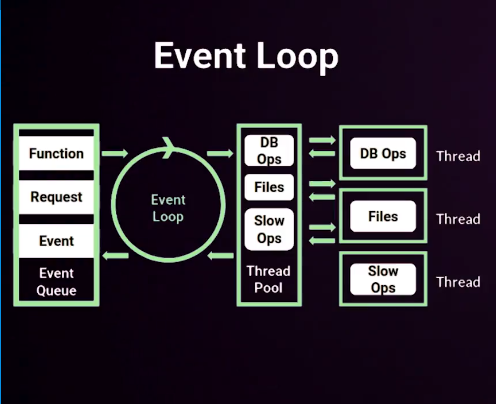 Event Loop
Function
Request
Event
Event
Queue
Event
Loop
DB
Ops
Files
Slow
Ops
Thread
Pool
DB Ops
Thread
Files
Thread
Slow
Ops
Thread